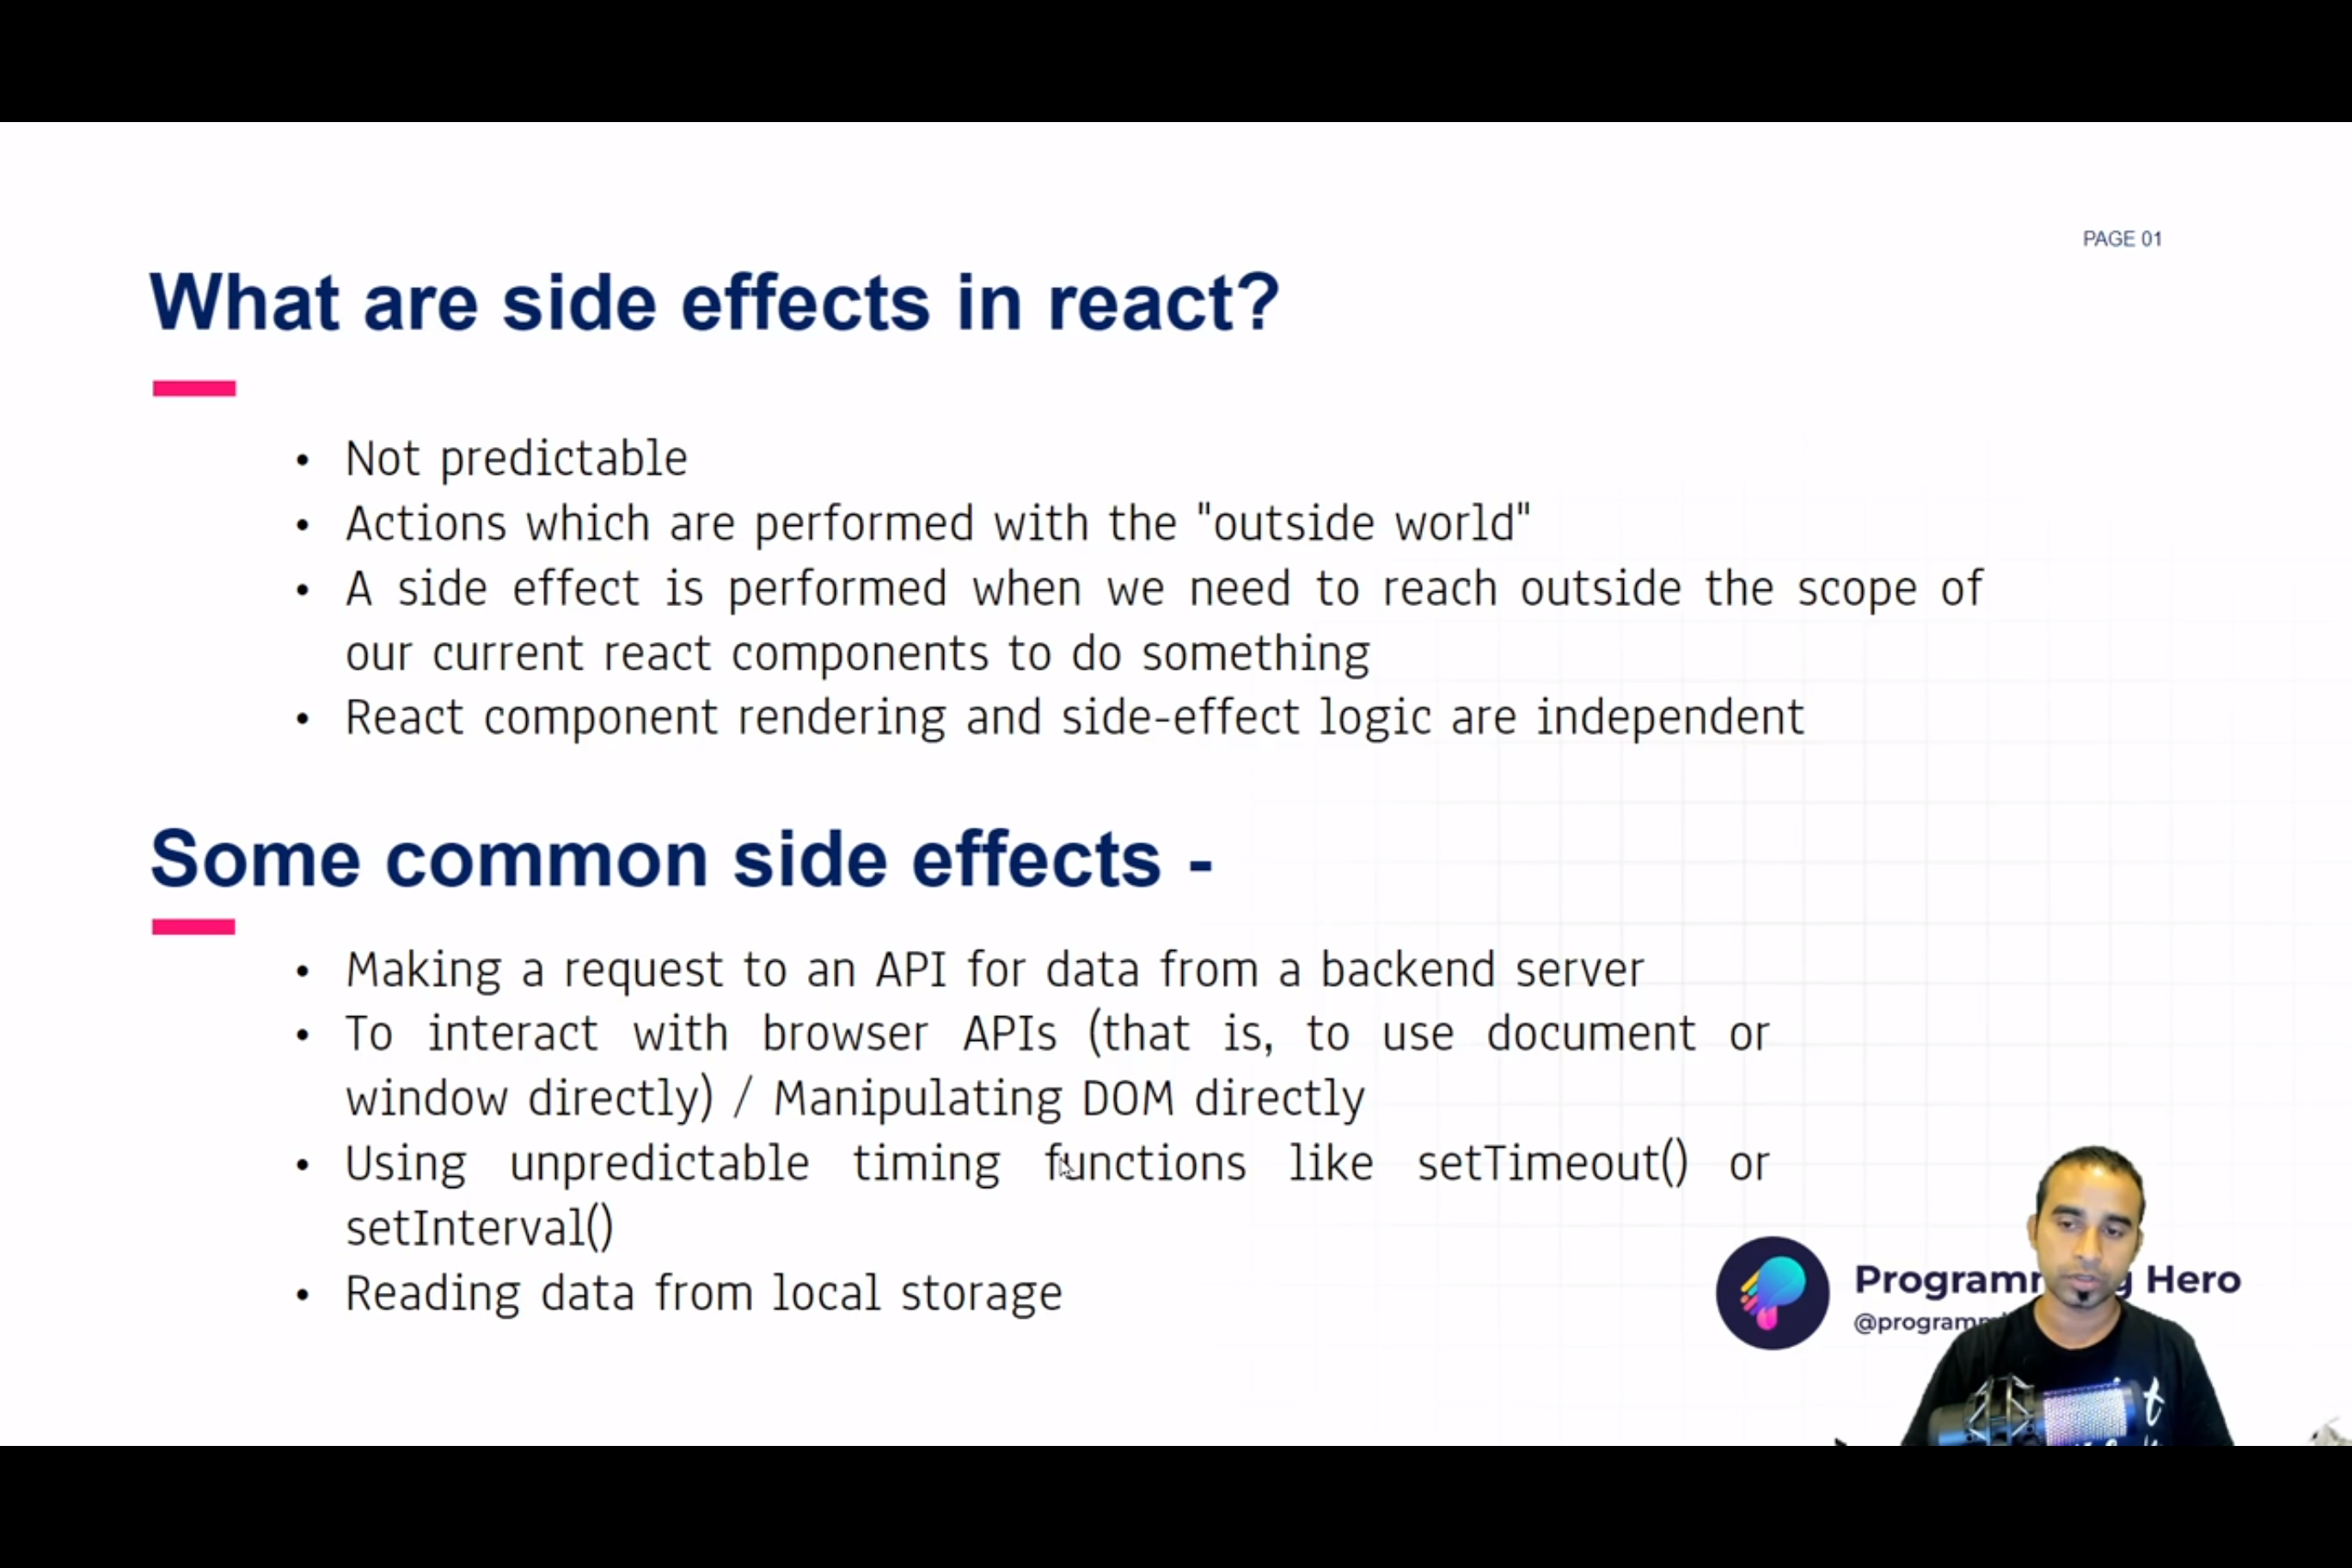 PAGE 01
What are side effects in react?
• Not predictable
• Actions which are performed with the "outside world"
• A side effect is performed when we need to reach outside the scope of
our current react components to do something
• React component rendering and side-effect logic are independent
Some common side effects -
• Making a request to an API for data from a backend server
• To interact with browser APIs (that is, to use document or
window directly) / Manipulating DOM directly
• Using unpredictable timing functions like setTimeout() or
setInterval()
• Reading data from local storage
Hero